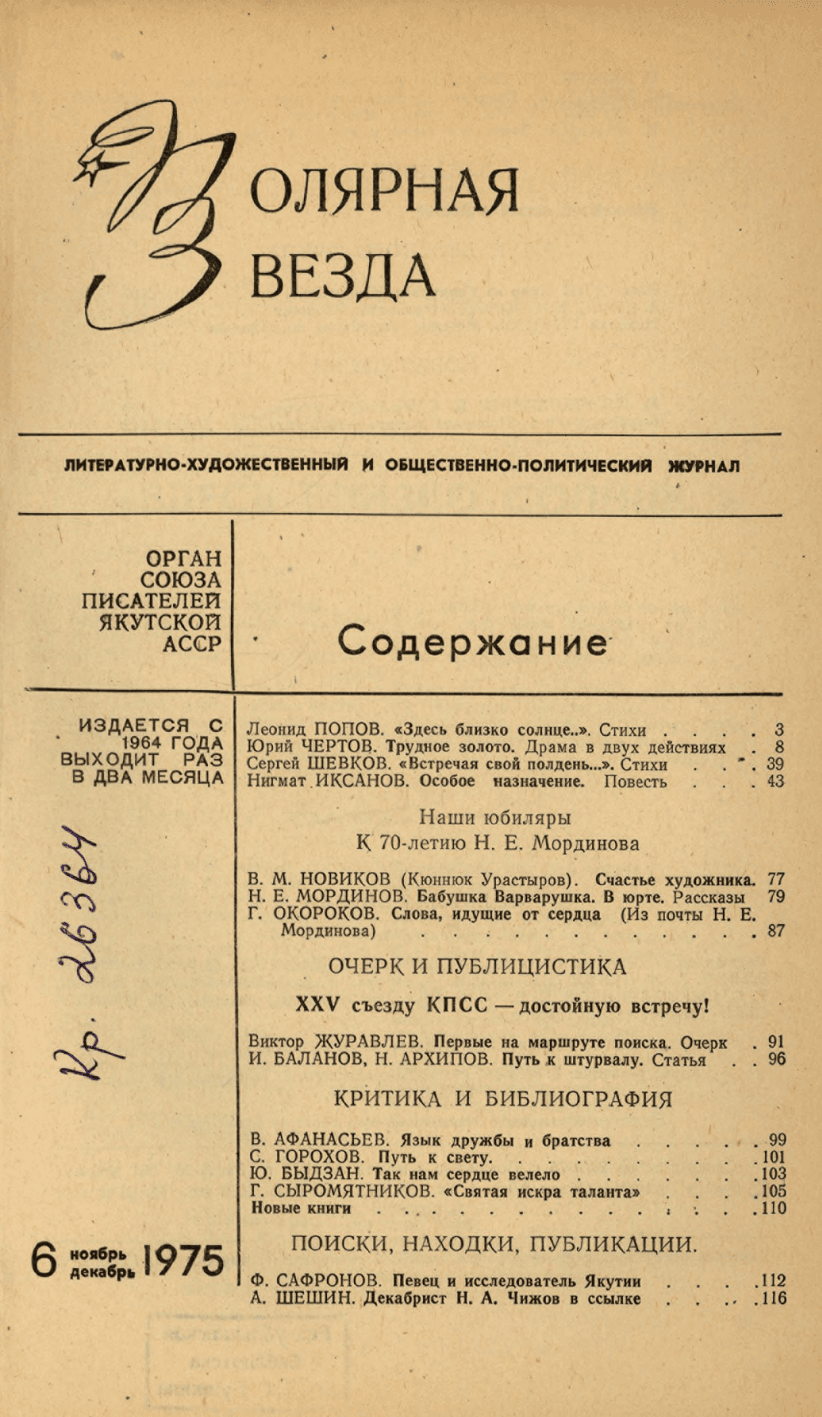 ПОЛЯРНАЯ
ЗВЕЗДА
ЛИТЕРАТУРНО-ХУДОЖЕСТВЕННЫЙ И ОБЩЕСТВЕННО-ПОЛИТИЧЕСКИЙ ЖУРНАЛ
ОРГАН
СОЮЗА
ПИСАТЕЛЕЙ
ЯКУТСКОЙ
АССР
ИЗДАЕТСЯ С
1964 ГОДА
ВЫХОДИТ РАЗ
В ДВА МЕСЯЦА
Кр. 26364
6 ноябрь
декабрь 1975
Содержание
Леонид ПОПОВ. «Здесь близко солнце..». Стихи . . . . 3
Юрий ЧЕРТОВ. Трудное золото. Драма в двух действиях . 8
Сергей ШЕВКОВ. «Встречая свой полдень...». Стихи . . . 39
Нигмат ИКСАНОВ. Особое назначение. Повесть . . . 43
Наши юбиляры
К 70-летию Н. Е. Мординова
В. М. НОВИКОВ (Кюннюк Урастыров). Счастье художника. 77
Н. Е. МОРДИНОВ. Бабушка Варварушка. В юрте. Рассказы 79
Г. ОКОРОКОВ. Слова, идущие от сердца (Из почты Н. Е.
Мординова) . . . . . . . . . . . . 87
ОЧЕРК И ПУБЛИЦИСТИКА
XXV съезду КПСС — достойную встречу!
Виктор ЖУРАВЛЕВ. Первые на маршруте поиска. Очерк . 91
И. БАЛАНОВ, Н. АРХИПОВ. Путь к штурвалу. Статья . . 96
КРИТИКА И БИБЛИОГРАФИЯ
В. АФАНАСЬЕВ. Язык дружбы и братства . . . . . 99
С. ГОРОХОВ. Путь к свету. . . . . . . . . . 101
Ю. БЫДЗАН. Так нам сердце велело . . . . . . . 103
Г. СЫРОМЯТНИКОВ. «Святая искра таланта» . . . . 105
Новые книги . . . . . . . . . . . . . 110
ПОИСКИ, НАХОДКИ, ПУБЛИКАЦИИ.
Ф. САФРОНОВ. Певец и исследователь Якутии . . . . 112
А. ШЕШИН. Декабрист Н. А. Чижов в ссылке . . . . 116